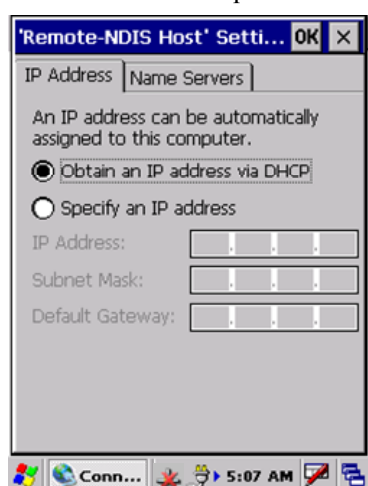 'Remote-NDIS Host' Setti... OK ×
IP Address Name Servers
An IP address can be automatically
assigned to this computer.
Obtain an IP address via DHCP
Specify an IP address
IP Address: . . .
Subnet Mask: . . .
Default Gateway: . . .
Conn... 5:07 AM